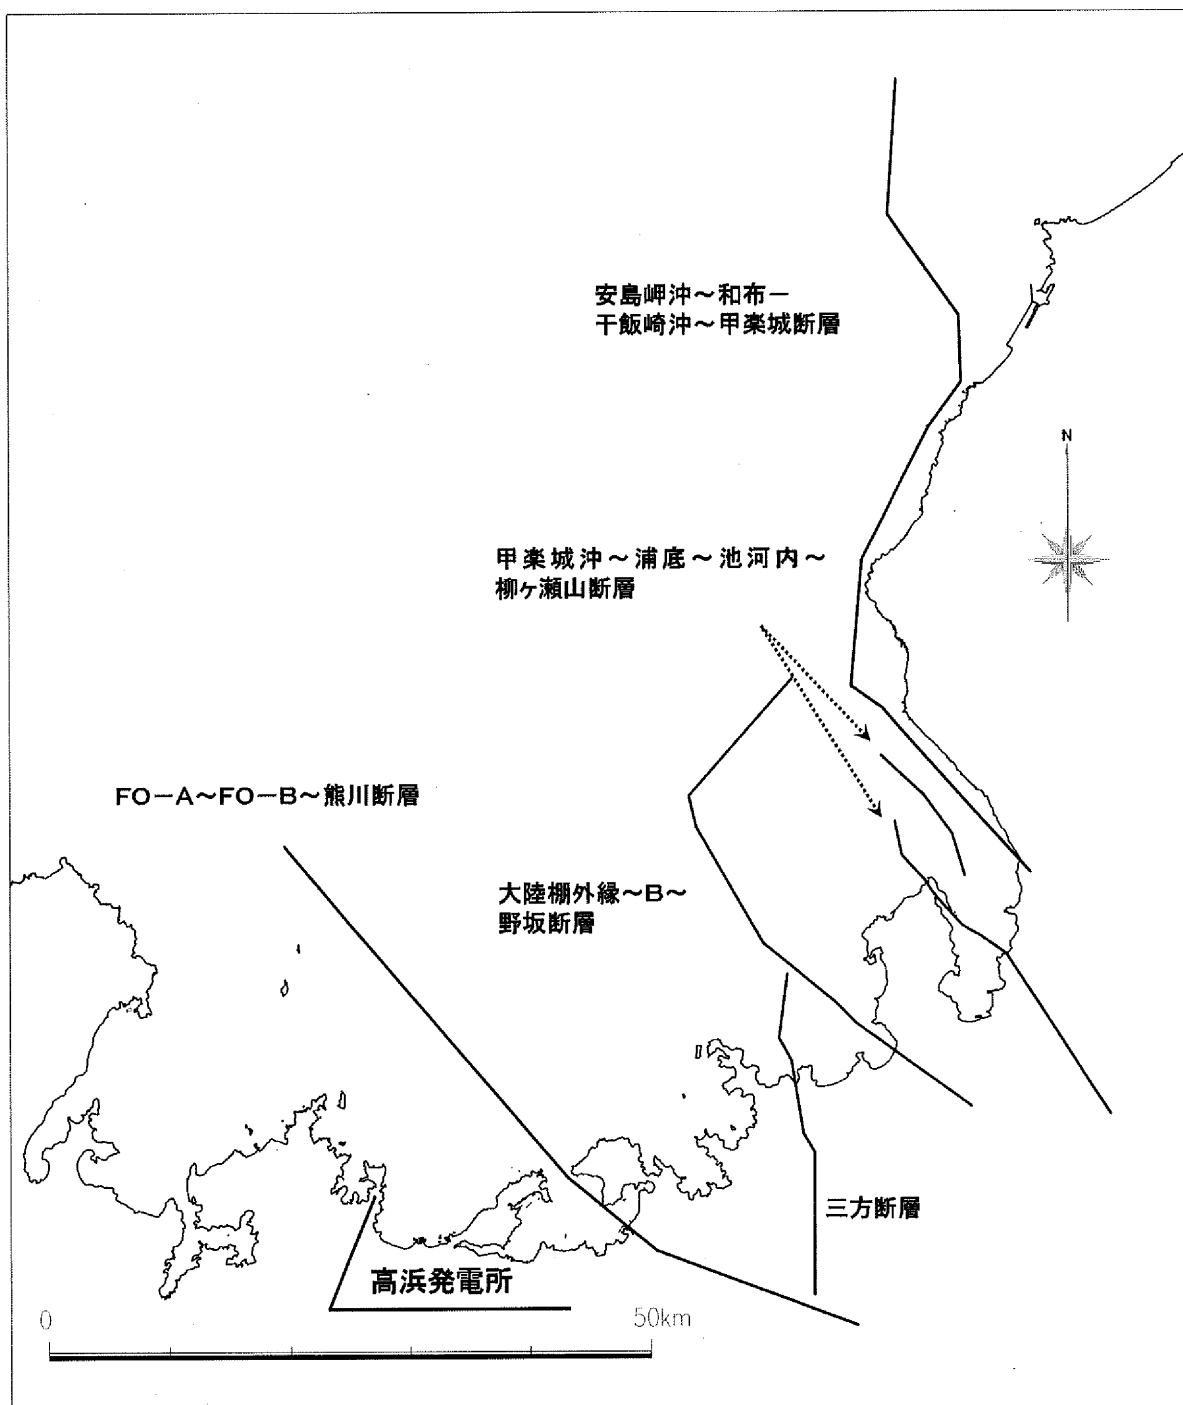 安島岬沖～和布－
干飯崎沖～甲楽城断層
N
甲楽城沖～浦底～池河内～
柳ヶ瀬山断層
FO－A～FO－B～熊川断層
大陸棚外縁～B～
野坂断層
三方断層
高浜発電所
0
50km